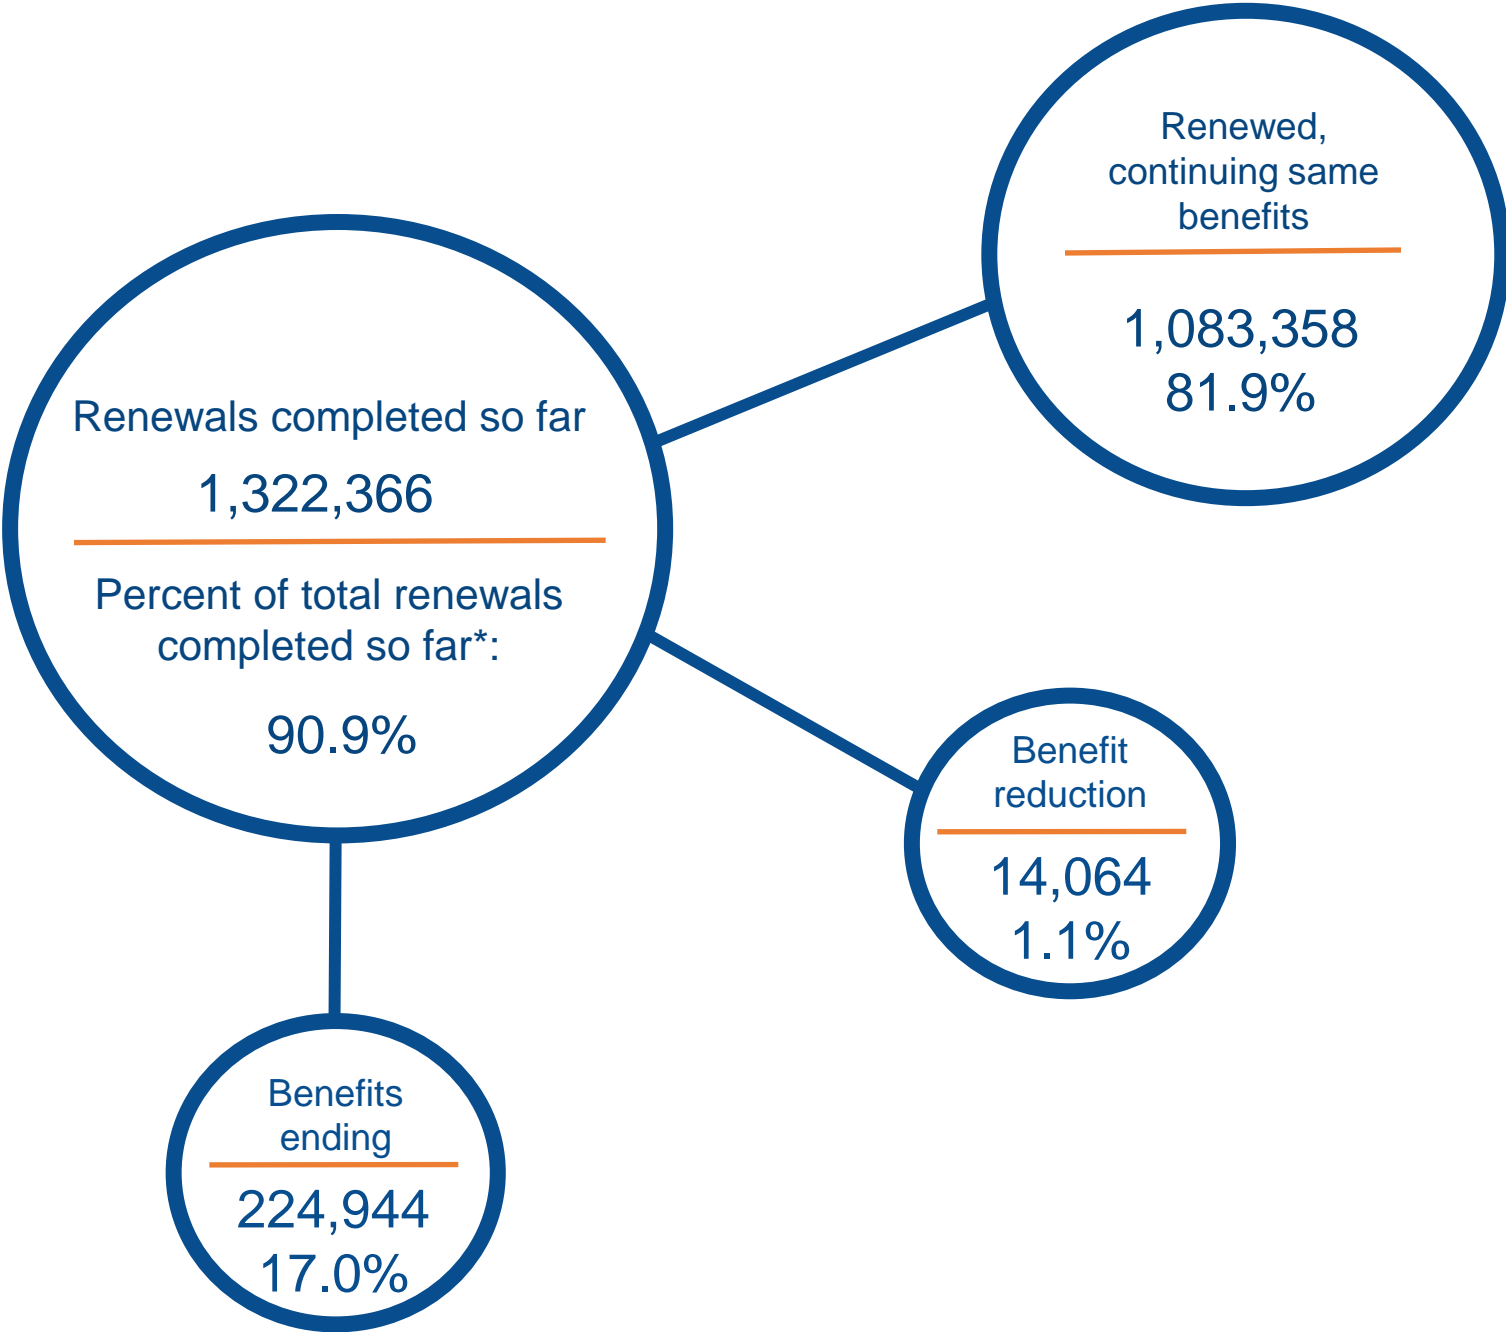 Renewals completed so far
1,322,366
Percent of total renewals
completed so far*:
90.9%
Renewed,
continuing same
benefits
1,083,358
81.9%
Benefit
reduction
14,064
1.1%
Benefits
ending
224,944
17.0%